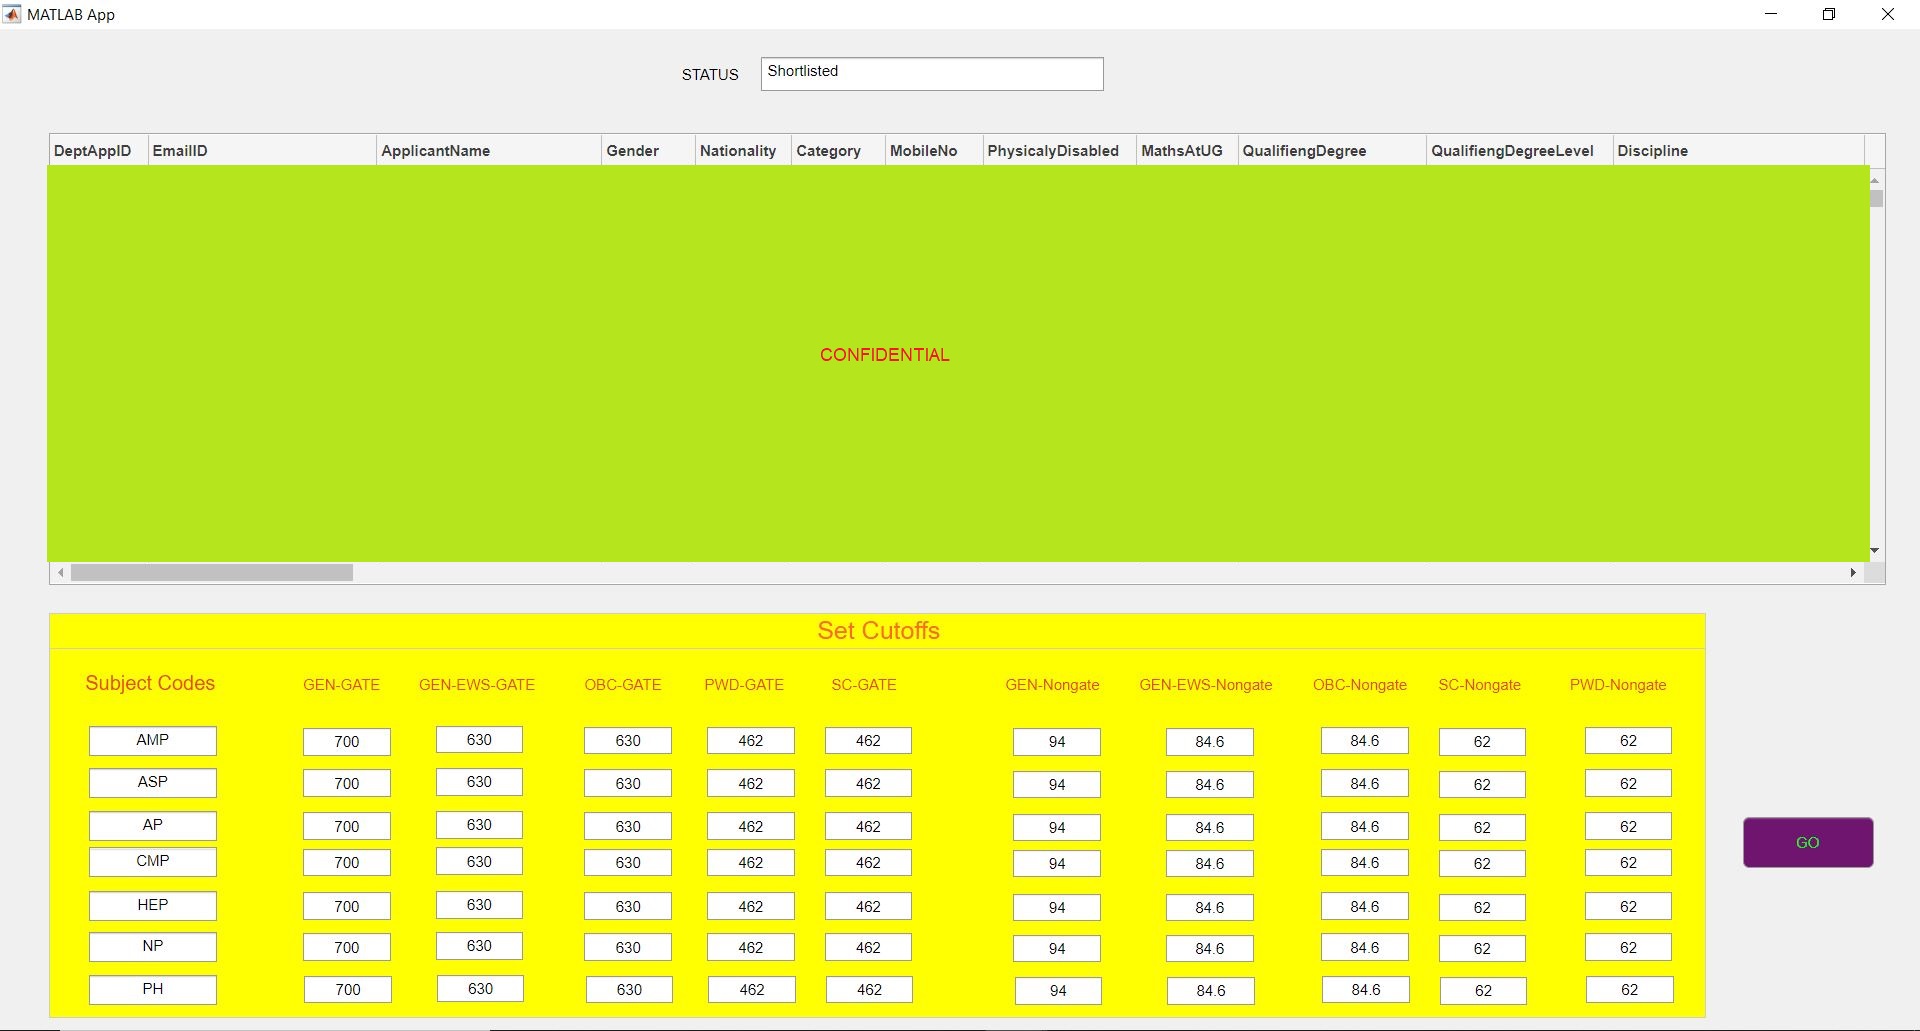 MATLAB App
STATUS Shortlisted
DeptAppID EmailID ApplicantName Gender Nationality Category MobileNo PhysicalyDisabled MathsAtUG QualifiengDegree QualifiengDegreeLevel Discipline
CONFIDENTIAL
Set Cutoffs
Subject Codes GEN-GATE GEN-EWS-GATE OBC-GATE PWD-GATE SC-GATE GEN-Nongate GEN-EWS-Nongate OBC-Nongate SC-Nongate PWD-Nongate
AMP 700 630 630 462 462 94 84.6 84.6 62 62
ASP 700 630 630 462 462 94 84.6 84.6 62 62
AP 700 630 630 462 462 94 84.6 84.6 62 62
CMP 700 630 630 462 462 94 84.6 84.6 62 62
HEP 700 630 630 462 462 94 84.6 84.6 62 62
NP 700 630 630 462 462 94 84.6 84.6 62 62
PH 700 630 630 462 462 94 84.6 84.6 62 62
GO